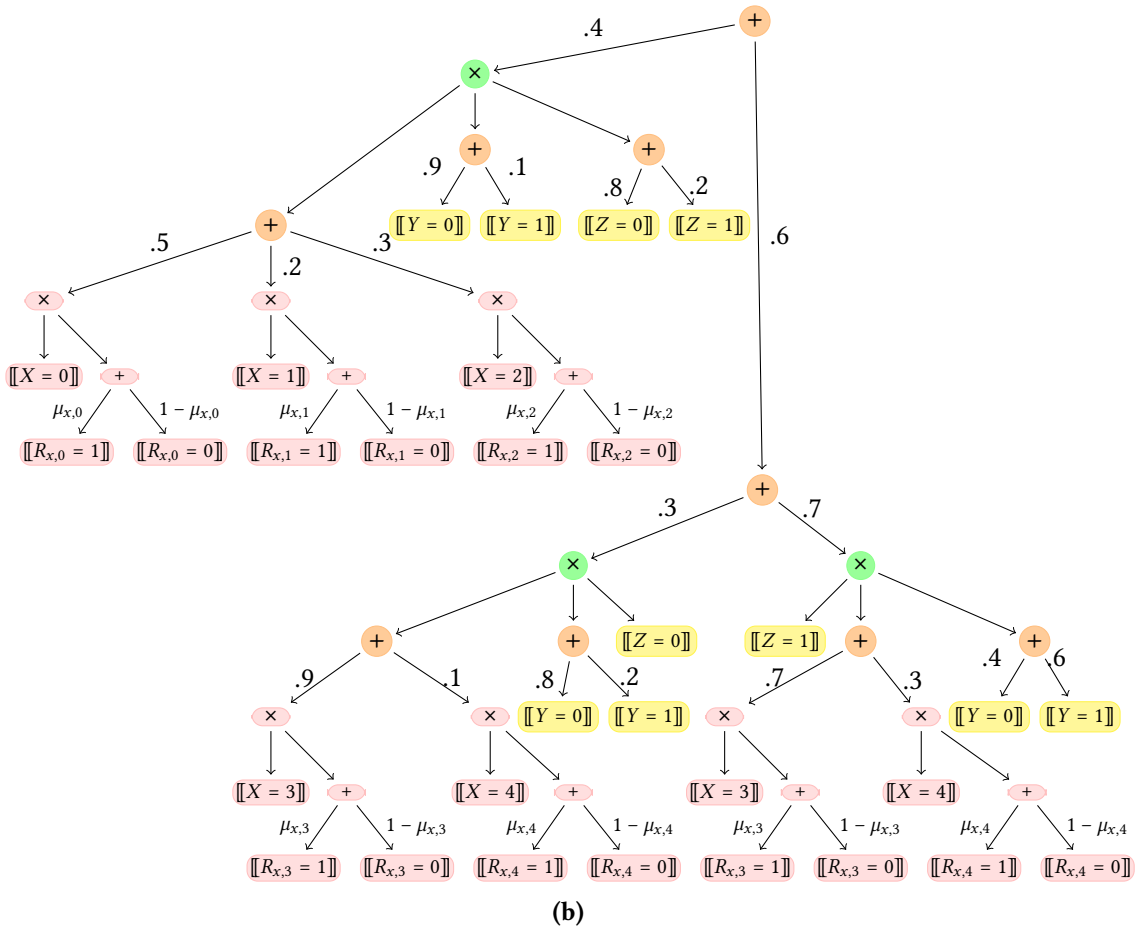 +
.4
×
+ +
.9 .1 .8 .2
[[Y = 0]] [[Y = 1]] [[Z = 0]] [[Z = 1]]
+
.6
.5 .2 .3
× × ×
[[X = 0]] + [[X = 1]] + [[X = 2]] +
μx,0 1 − μx,0 μx,1 1 − μx,1 μx,2 1 − μx,2
[[Rx,0 = 1]] [[Rx,0 = 0]] [[Rx,1 = 1]] [[Rx,1 = 0]] [[Rx,2 = 1]] [[Rx,2 = 0]]
+
.3 .7
× ×
+ + [[Z = 0]] [[Z = 1]] + +
.9 .1 .8 .2 .7 .3 .4 .6
× × [[Y = 0]] [[Y = 1]] × × [[Y = 0]] [[Y = 1]]
[[X = 3]] + [[X = 4]] + [[X = 3]] + [[X = 4]] +
μx,3 1 − μx,3 μx,4 1 − μx,4 μx,3 1 − μx,3 μx,4 1 − μx,4
[[Rx,3 = 1]] [[Rx,3 = 0]] [[Rx,4 = 1]] [[Rx,4 = 0]] [[Rx,3 = 1]] [[Rx,3 = 0]] [[Rx,4 = 1]] [[Rx,4 = 0]]
(b)